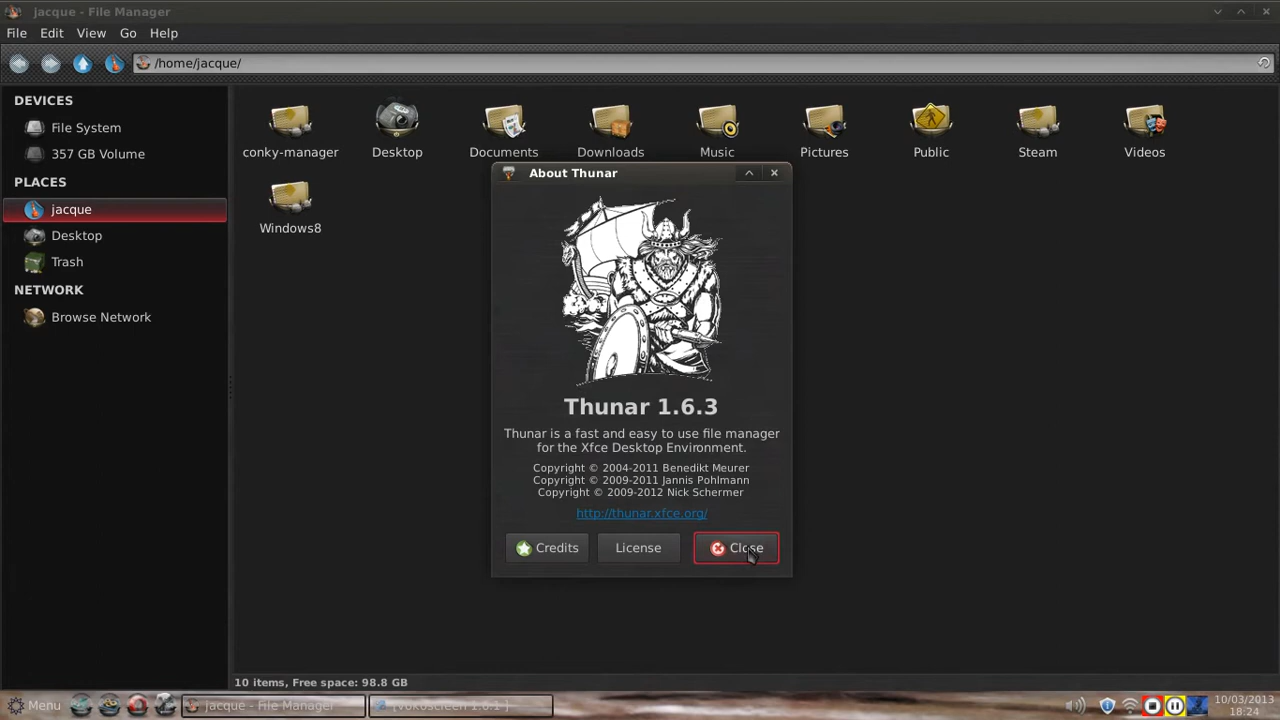 jacque - File Manager
File Edit View Go Help
/home/jacque/
DEVICES
File System
357 GB Volume
PLACES
jacque
Desktop
Trash
NETWORK
Browse Network
conky-manager Desktop Documents Downloads Music Pictures Public Steam Videos
Windows8
About Thunar
Thunar 1.6.3
Thunar is a fast and easy to use file manager
for the Xfce Desktop Environment.
Copyright © 2004-2011 Benedikt Meurer
Copyright © 2009-2011 Jannis Pohlmann
Copyright © 2009-2012 Nick Schermer
http://thunar.xfce.org/
Credits License Close
10 items, Free space: 98.8 GB
Menu jacque - File Manager [vokoscreen 1.6.1 ] 10/03/2013
18:24